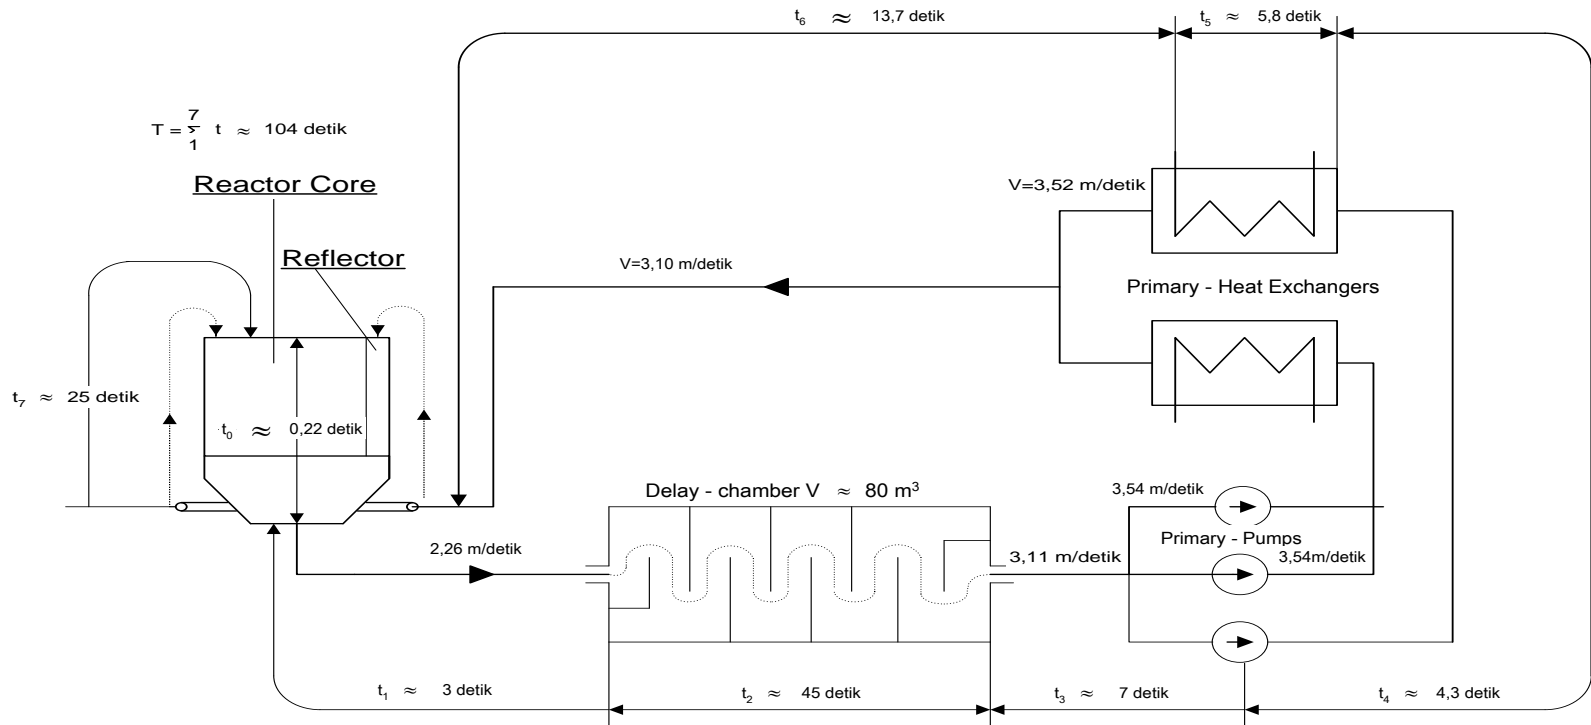 t6 ≈ 13,7 detik
t5 ≈ 5,8 detik
7
T = Σ t ≈ 104 detik
1
Reactor Core
V=3,52 m/detik
Reflector
V=3,10 m/detik
Primary - Heat Exchangers
t7 ≈ 25 detik
t0 ≈ 0,22 detik
Delay - chamber V ≈ 80 m³
3,54 m/detik
Primary - Pumps
2,26 m/detik
3,11 m/detik
3,54m/detik
t1 ≈ 3 detik
t2 ≈ 45 detik
t3 ≈ 7 detik
t4 ≈ 4,3 detik